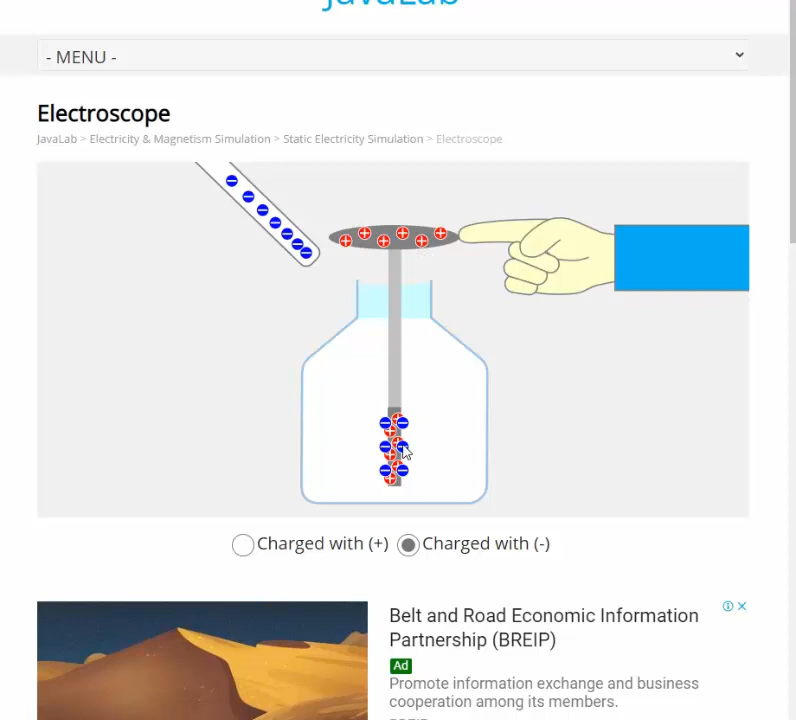 JavaLab
- MENU -
Electroscope
JavaLab > Electricity & Magnetism Simulation > Static Electricity Simulation > Electroscope
Charged with (+) Charged with (-)
Belt and Road Economic Information
Partnership (BREIP)
Ad
Promote information exchange and business
cooperation among its members.